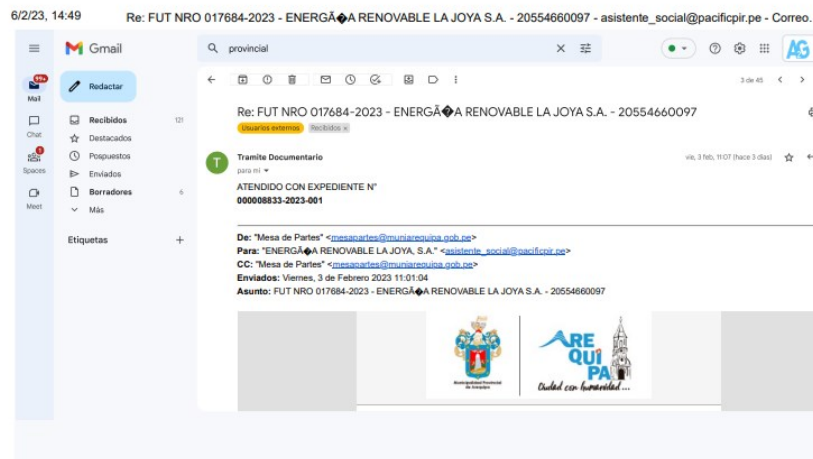 6/2/23, 14:49 Re: FUT NRO 017684-2023 - ENERGÃ�A RENOVABLE LA JOYA S.A. - 20554660097 - asistente_social@pacificpir.pe - Correo.
Gmail
provincial
AG
99+
Mail
Redactar
3 de 45
Chat
Spaces
Meet
Recibidos 121
Destacados
Pospuestos
Enviados
Borradores 6
Más
Etiquetas +
Re: FUT NRO 017684-2023 - ENERGÃ�A RENOVABLE LA JOYA S.A. - 20554660097
Usuarios externos Recibidos x
T
Tramite Documentario vie, 3 feb, 11:07 (hace 3 días)
para mí
ATENDIDO CON EXPEDIENTE N°
000008833-2023-001
De: "Mesa de Partes" <mesapartes@muniarequipa.gob.pe>
Para: "ENERGÃ�A RENOVABLE LA JOYA, S.A." <asistente_social@pacificpir.pe>
CC: "Mesa de Partes" <mesapartes@muniarequipa.gob.pe>
Enviados: Viernes, 3 de Febrero 2023 11:01:04
Asunto: FUT NRO 017684-2023 - ENERGÃ�A RENOVABLE LA JOYA S.A. - 20554660097
Municipalidad Provincial
de Arequipa
AREQUIPA
Ciudad con humanidad...